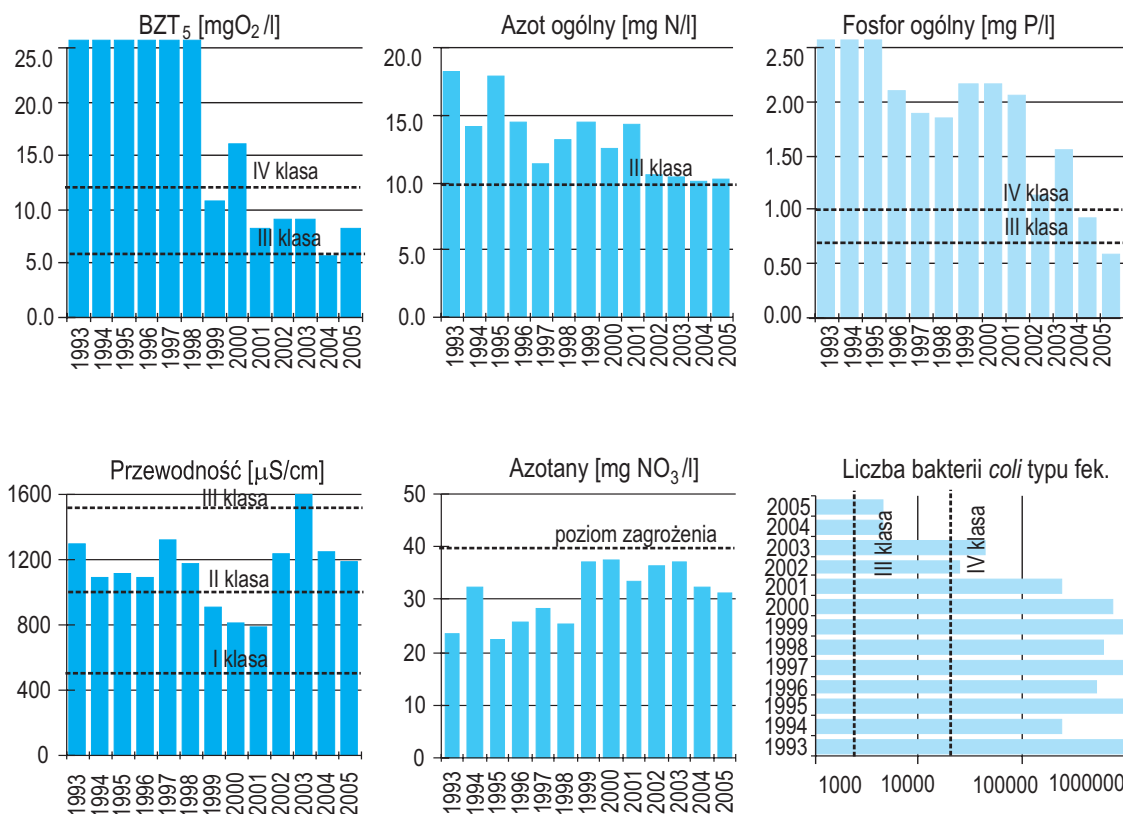 BZT5 [mgO2/l]
25.0
20.0
15.0
10.0
5.0
0.0
IV klasa
III klasa
1993 1994 1995 1996 1997 1998 1999 2000 2001 2002 2003 2004 2005
Azot ogólny [mg N/l]
20.0
15.0
10.0
5.0
0.0
III klasa
1993 1994 1995 1996 1997 1998 1999 2000 2001 2002 2003 2004 2005
Fosfor ogólny [mg P/l]
2.50
2.00
1.50
1.00
0.50
0.00
IV klasa
III klasa
1993 1994 1995 1996 1997 1998 1999 2000 2001 2002 2003 2004 2005
Przewodność [µS/cm]
1600
1200
800
400
0
III klasa
II klasa
I klasa
1993 1994 1995 1996 1997 1998 1999 2000 2001 2002 2003 2004 2005
Azotany [mg NO3/l]
50
40
30
20
10
0
poziom zagrożenia
1993 1994 1995 1996 1997 1998 1999 2000 2001 2002 2003 2004 2005
Liczba bakterii coli typu fek.
2005
2004
2003
2002
2001
2000
1999
1998
1997
1996
1995
1994
1993
III klasa
IV klasa
1000 10000 100000 1000000